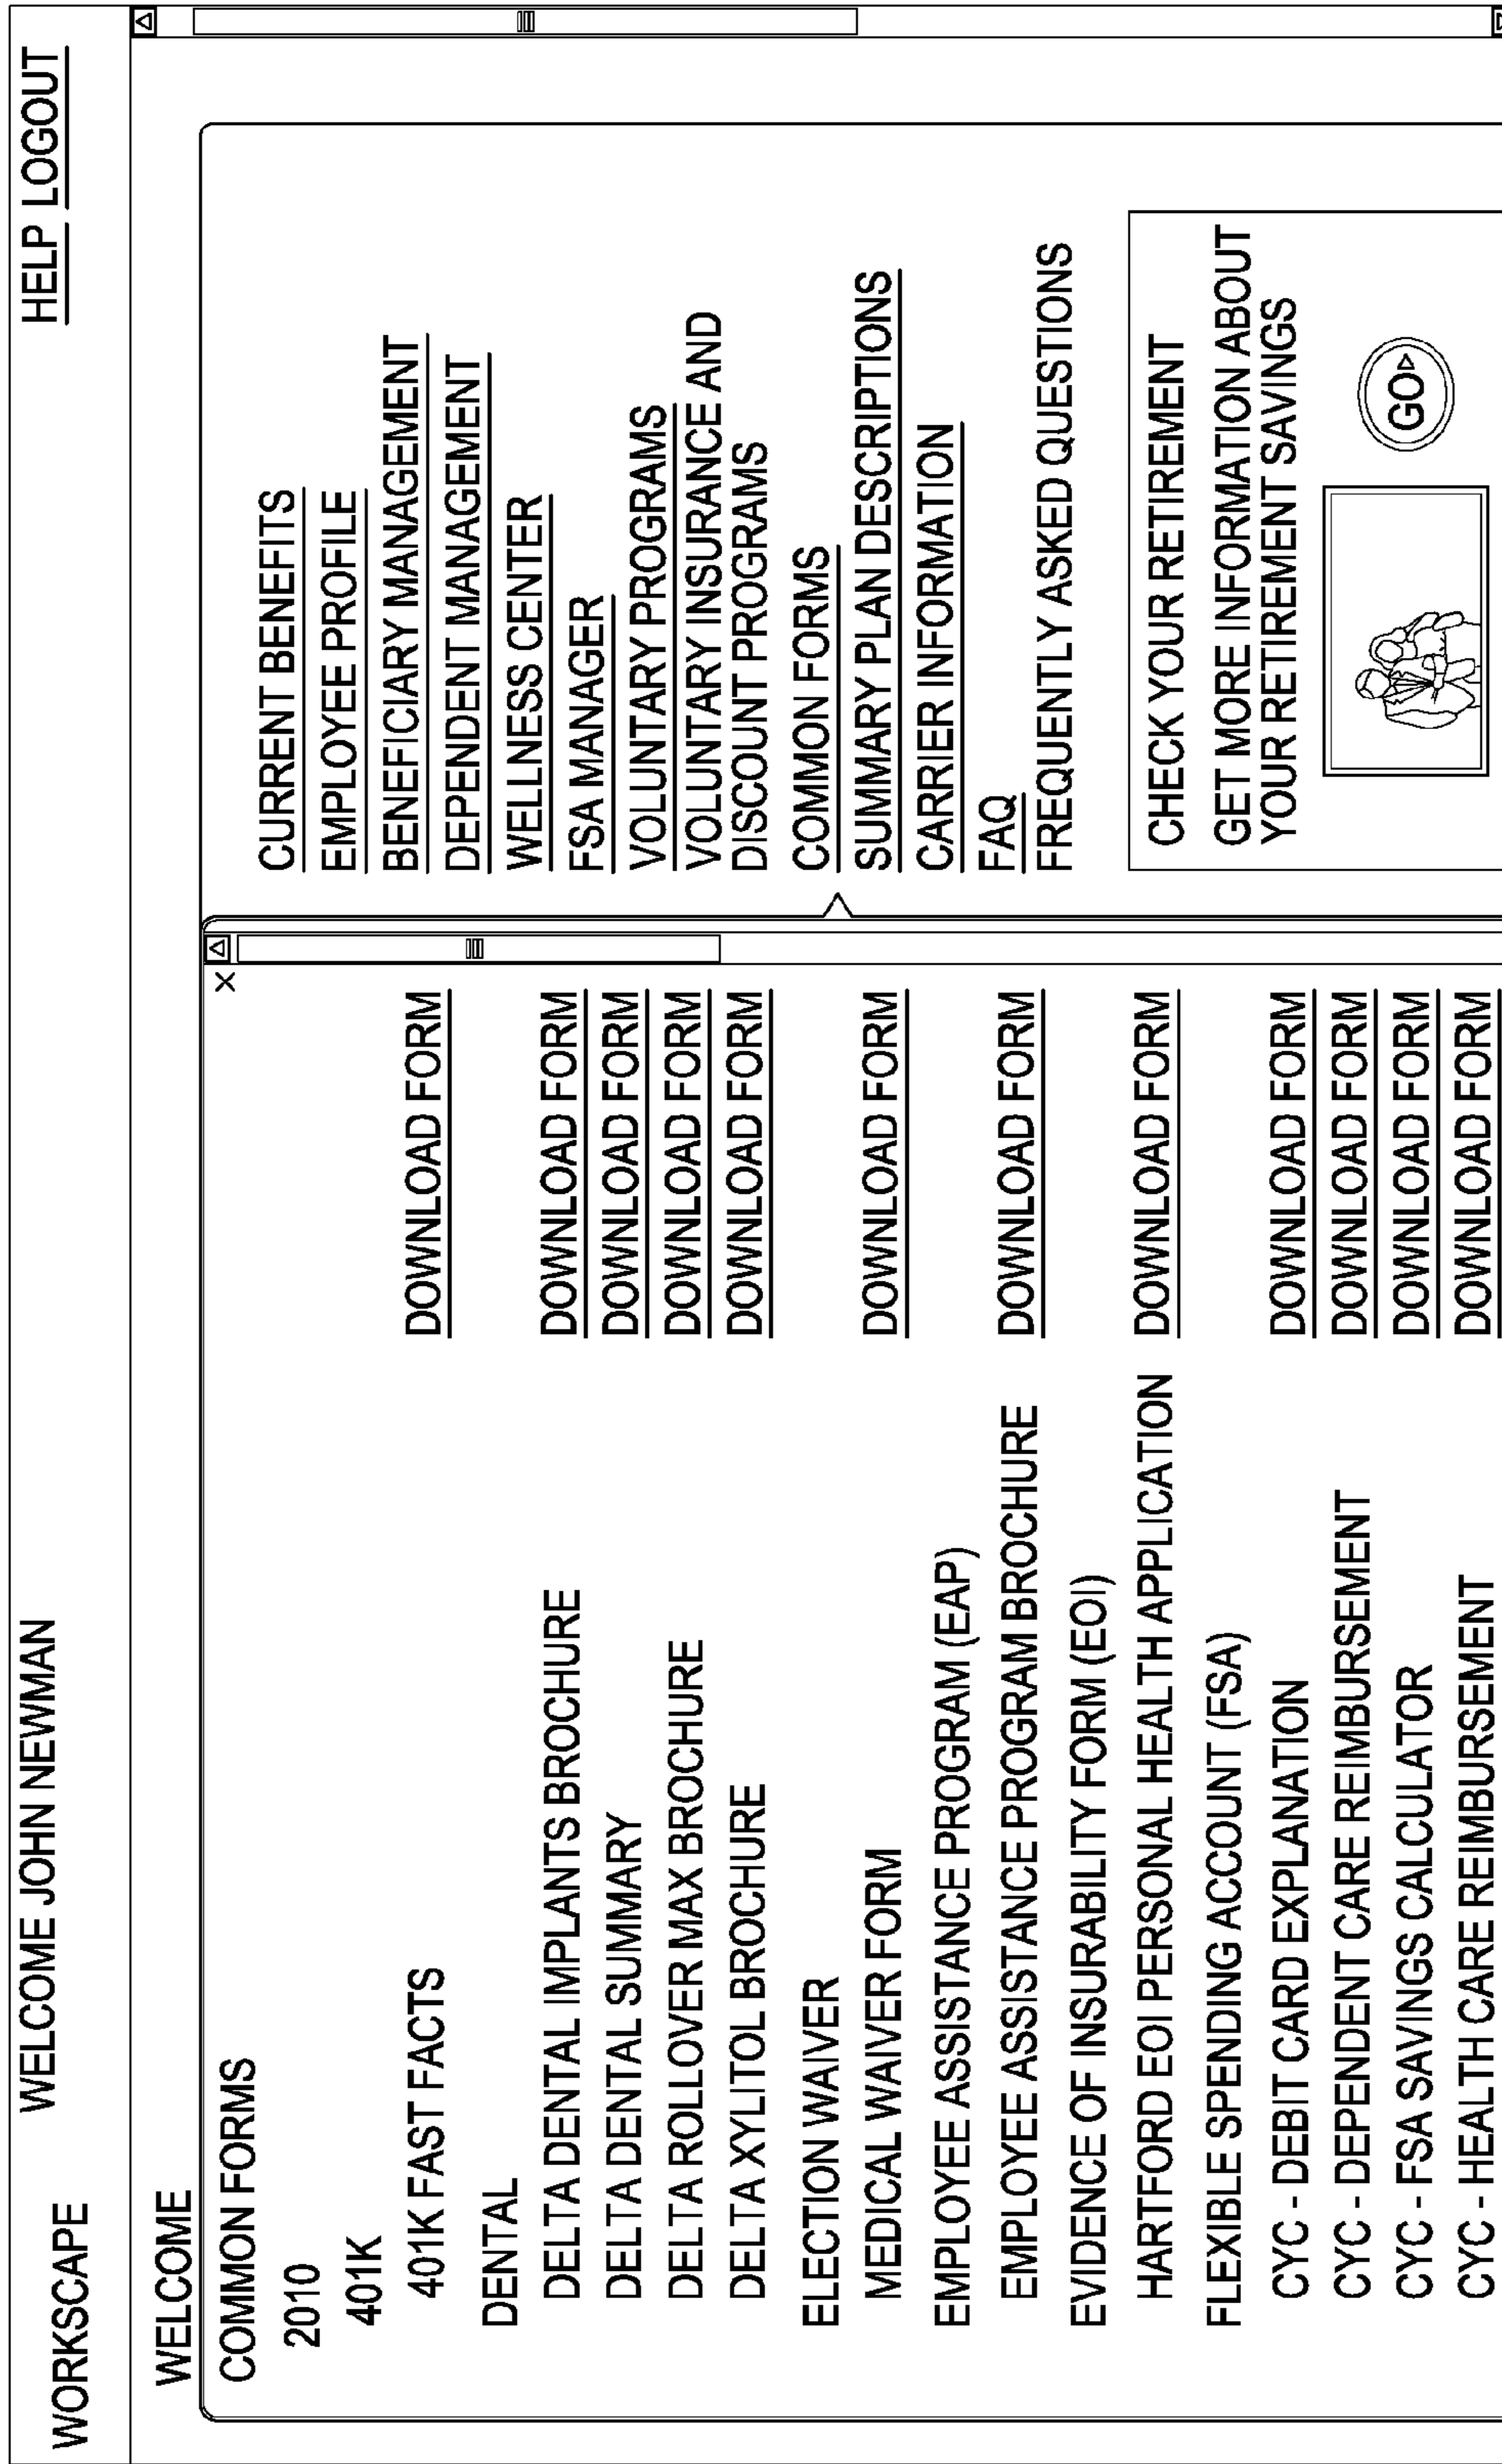 WORKSCAPE WELCOME JOHN NEWMAN HELP LOGOUT
WELCOME
COMMON FORMS
X
2010
401K
401K FAST FACTS DOWNLOAD FORM
DENTAL
DELTA DENTAL IMPLANTS BROCHURE DOWNLOAD FORM
DELTA DENTAL SUMMARY DOWNLOAD FORM
DELTA ROLLOVER MAX BROCHURE DOWNLOAD FORM
DELTA XYLITOL BROCHURE DOWNLOAD FORM
ELECTION WAIVER
MEDICAL WAIVER FORM DOWNLOAD FORM
EMPLOYEE ASSISTANCE PROGRAM (EAP)
EMPLOYEE ASSISTANCE PROGRAM BROCHURE DOWNLOAD FORM
EVIDENCE OF INSURABILITY FORM (EOI)
HARTFORD EOI PERSONAL HEALTH APPLICATION DOWNLOAD FORM
FLEXIBLE SPENDING ACCOUNT (FSA)
CYC - DEBIT CARD EXPLANATION DOWNLOAD FORM
CYC - DEPENDENT CARE REIMBURSEMENT DOWNLOAD FORM
CYC - FSA SAVINGS CALCULATOR DOWNLOAD FORM
CYC - HEALTH CARE REIMBURSEMENT DOWNLOAD FORM
CURRENT BENEFITS
EMPLOYEE PROFILE
BENEFICIARY MANAGEMENT
DEPENDENT MANAGEMENT
WELLNESS CENTER
FSA MANAGER
VOLUNTARY PROGRAMS
VOLUNTARY INSURANCE AND
DISCOUNT PROGRAMS
COMMON FORMS
SUMMARY PLAN DESCRIPTIONS
CARRIER INFORMATION
FAQ
FREQUENTLY ASKED QUESTIONS
CHECK YOUR RETIREMENT
GET MORE INFORMATION ABOUT
YOUR RETIREMENT SAVINGS
GO